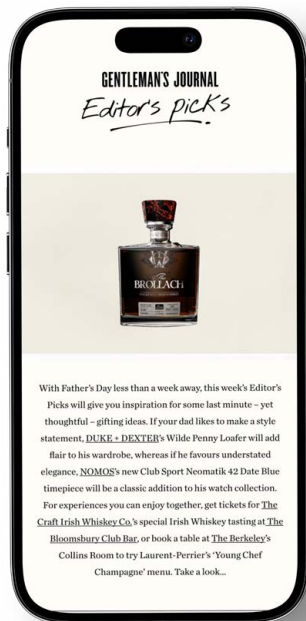 GENTLEMAN'S JOURNAL
Editor's picks
The
BROLLACH
With Father's Day less than a week away, this week's Editor's
Picks will give you inspiration for some last minute – yet
thoughtful – gifting ideas. If your dad likes to make a style
statement, DUKE + DEXTER's Wilde Penny Loafer will add
flair to his wardrobe, whereas if he favours understated
elegance, NOMOS's new Club Sport Neomatik 42 Date Blue
timepiece will be a classic addition to his watch collection.
For experiences you can enjoy together, get tickets for The
Craft Irish Whiskey Co.'s special Irish Whiskey tasting at The
Bloomsbury Club Bar, or book a table at The Berkeley's
Collins Room to try Laurent-Perrier's 'Young Chef
Champagne' menu. Take a look...